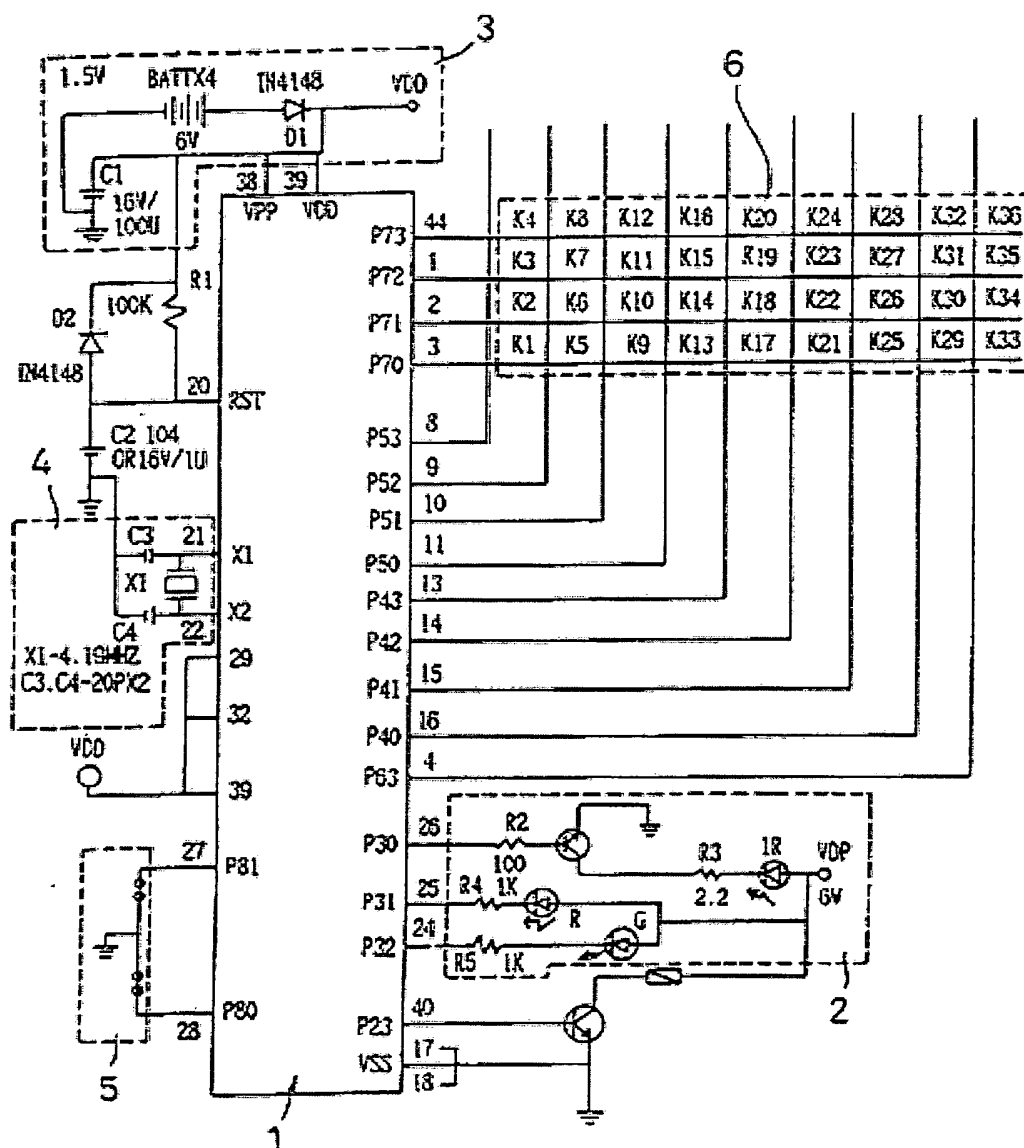 3
1.5V
BATTX4
IN4148
VDD
6V
D1
C1
16V/
100U
38
39
VPP
VDD
6
44
P73
K4 K8 K12 K16 K20 K24 K28 K32 K36
1
P72
K3 K7 K11 K15 K19 K23 K27 K31 K35
2
P71
K2 K6 K10 K14 K18 K22 K26 K30 K34
3
P70
K1 K5 K9 K13 K17 K21 K25 K29 K33
R1
100K
D2
IN4148
20
RST
8
P53
C2 104
OR16V/1U
9
P52
10
P51
4
11
P50
C3
21
X1
X1
13
P43
C4
22
X2
14
P42
X1-4.19MHZ
C3.C4-20PX2
29
15
P41
32
16
P40
VDD
39
4
P63
26
P30
R2
100
R3
2.2
1R
VDP
6V
27
P81
25
P31
R4 1K
R
G
24
P32
R5
1K
2
28
P80
40
P23
5
17
VSS
18
1